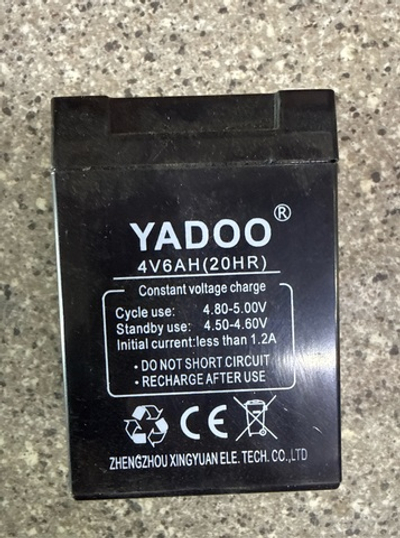 YADOO®
4V6AH(20HR)
Constant voltage charge
Cycle use: 4.80-5.00V
Standby use: 4.50-4.60V
Initial current:less than 1.2A
• DO NOT SHORT CIRCUIT
• RECHARGE AFTER USE
CE
ZHENGZHOU XINGYUAN ELE. TECH. CO.,LTD